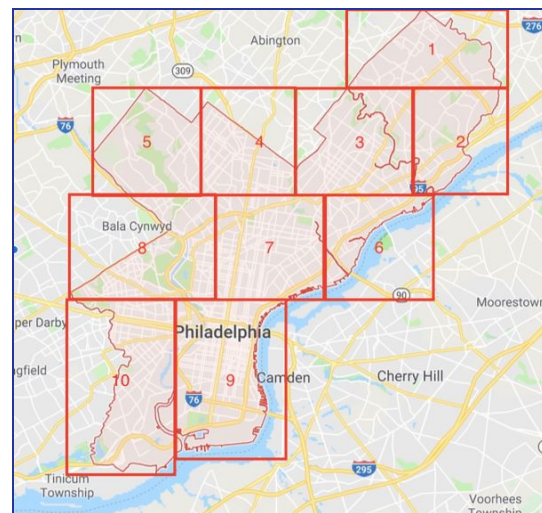 1
276
Abington
Plymouth
Meeting
309
76
5
4
3
2
95
Bala Cynwyd
8
7
6
90
Moorestown
per Darby
Philadelphia
gfield
10
9
Camden
Cherry Hill
76
295
Tinicum
Township
Voorhees
Township